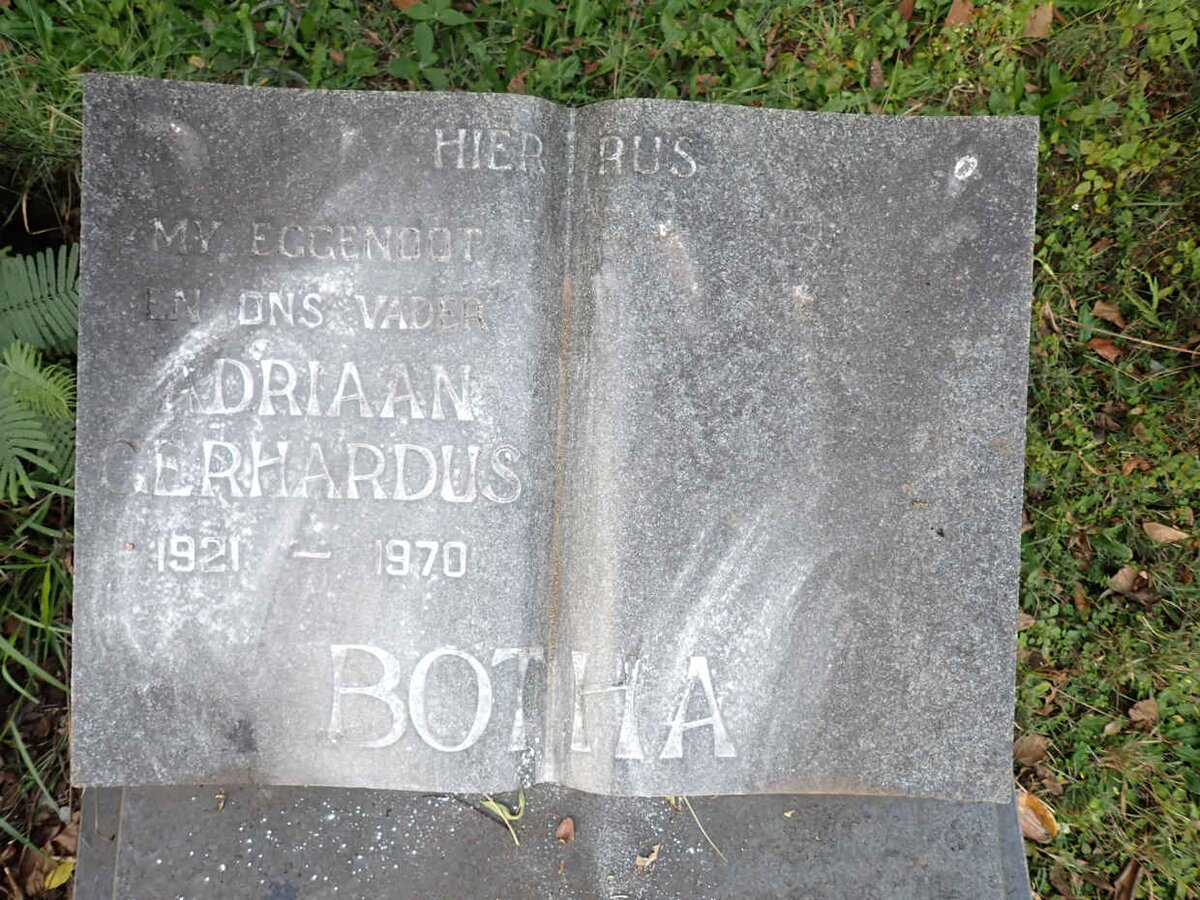 HIER RUS
MY EGGENOOT
EN ONS VADER
ADRIAAN
GERHARDUS
1921 — 1970
BOTHA